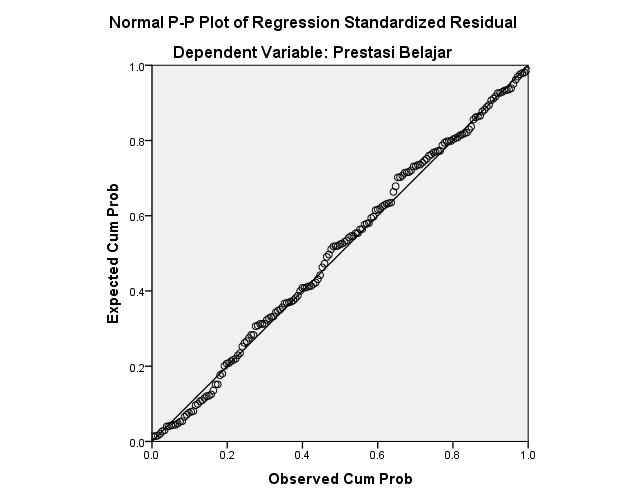 Normal P-P Plot of Regression Standardized Residual
Dependent Variable: Prestasi Belajar
1.0
0.8
0.6
0.4
0.2
0.0
Expected Cum Prob
0.0 0.2 0.4 0.6 0.8 1.0
Observed Cum Prob